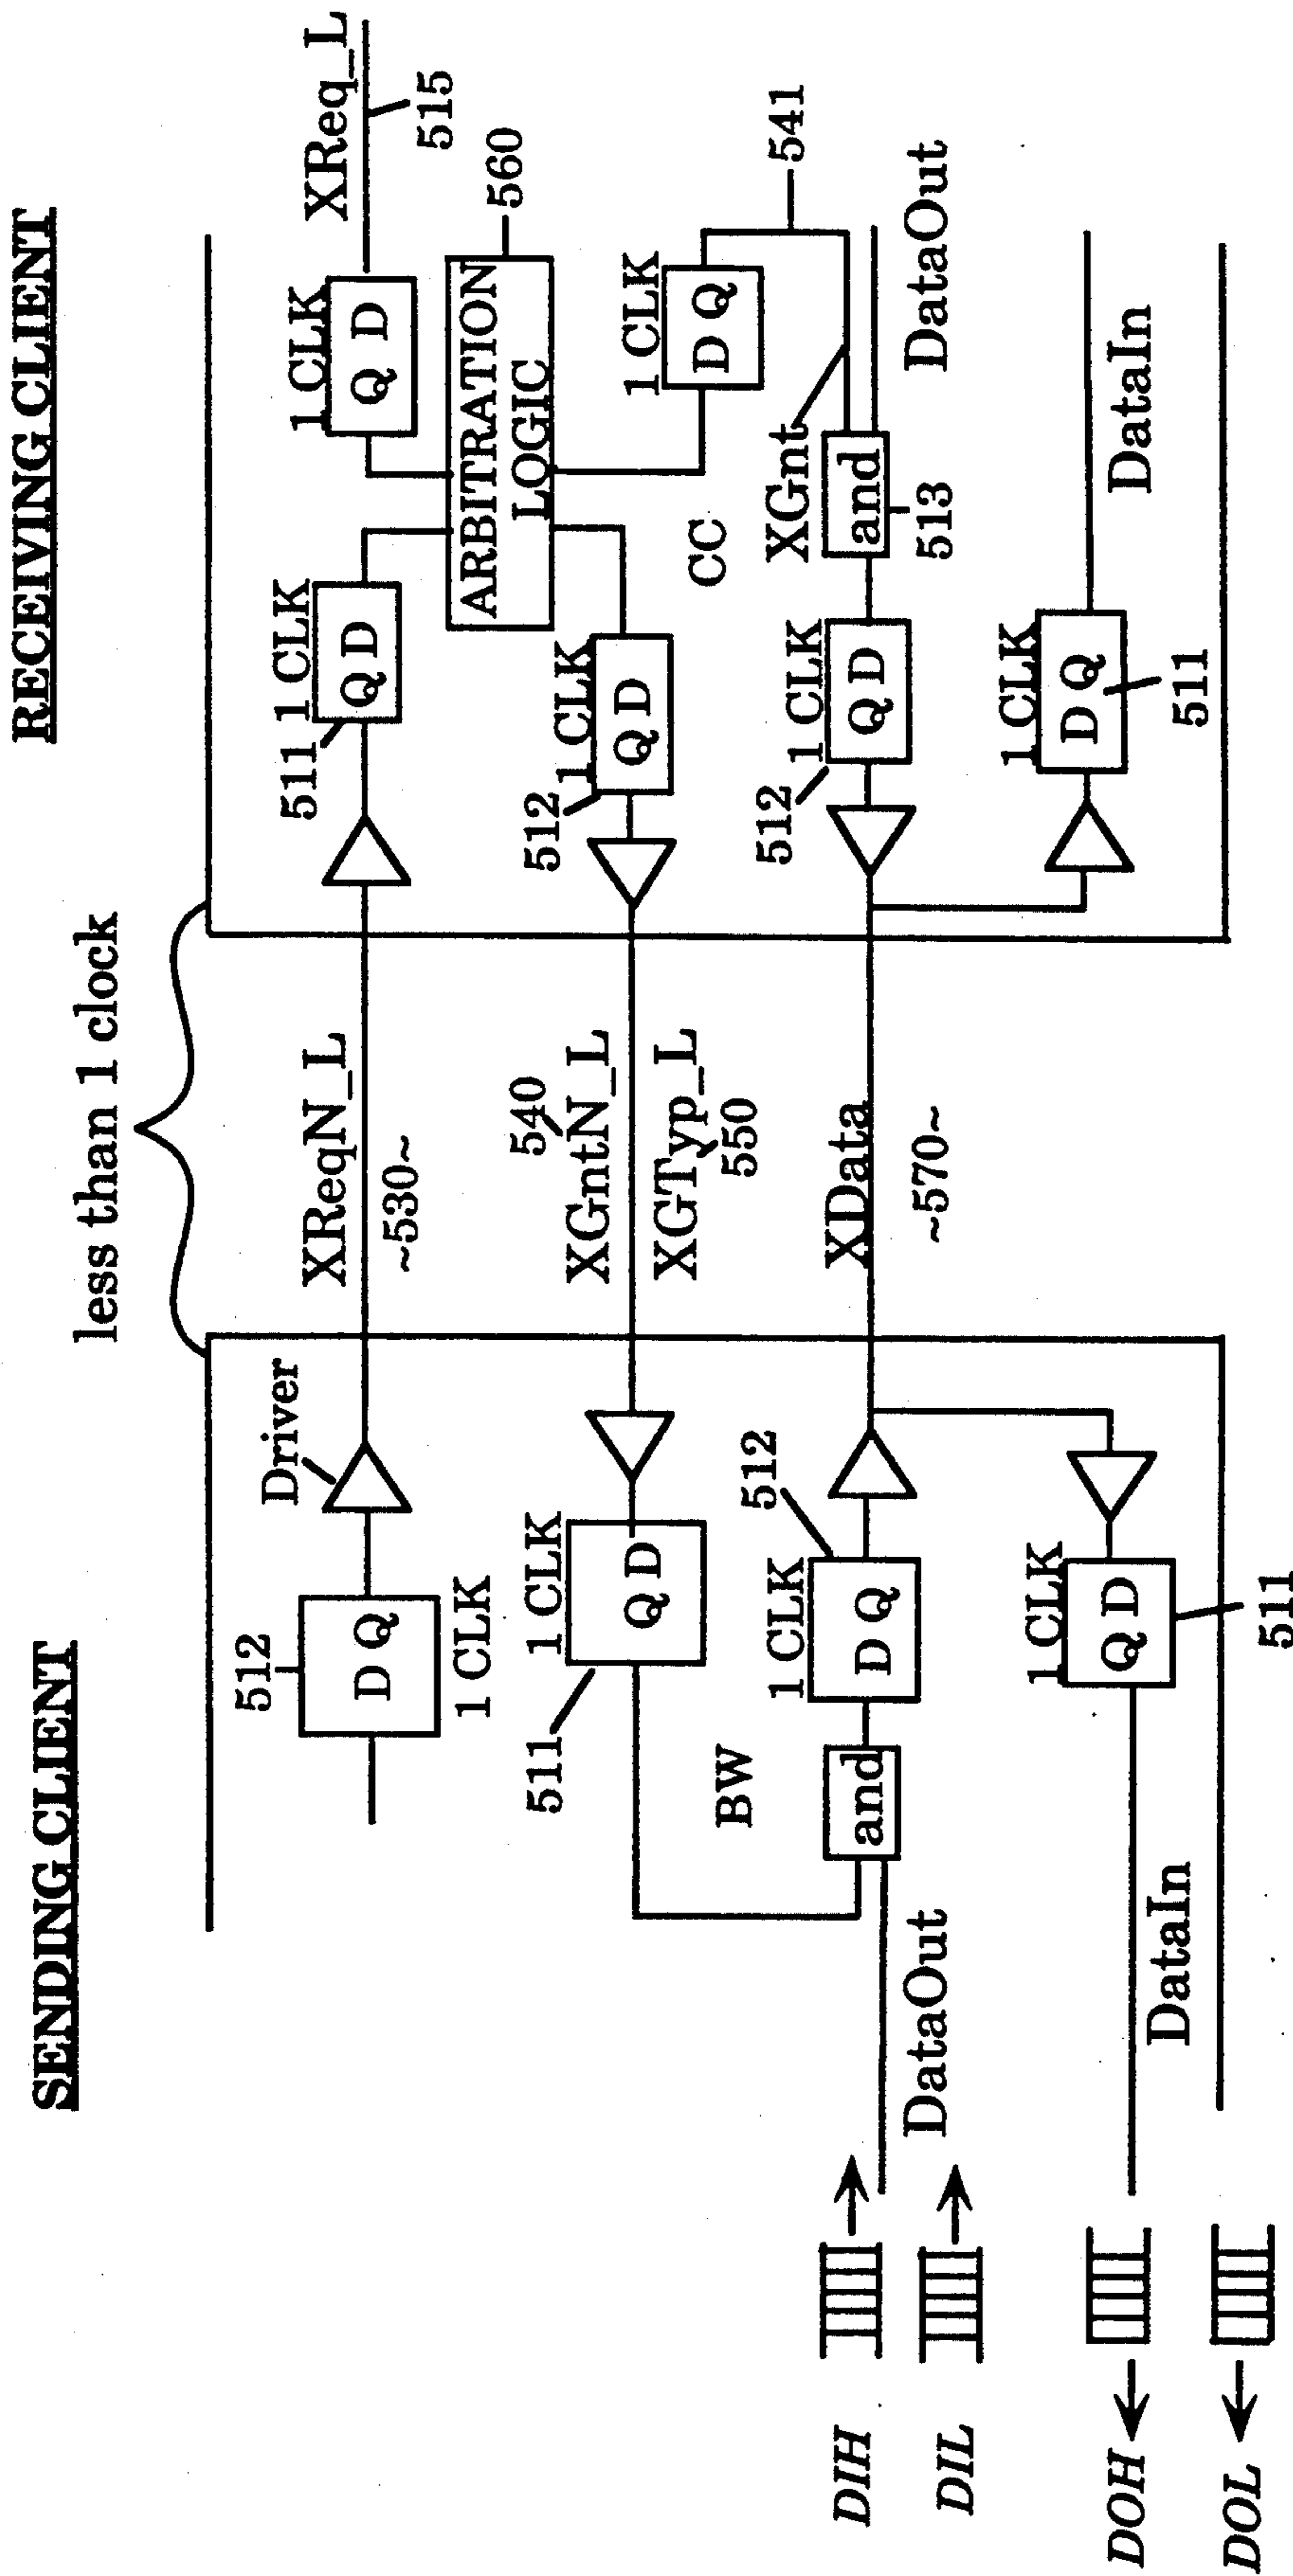 SENDING CLIENT
RECEIVING CLIENT
less than 1 clock
Driver
512
D Q
1 CLK
XReqN_L
~530~
511
1 CLK
Q D
1 CLK
Q D
XReq_L
515
ARBITRATION
LOGIC
560
511
1 CLK
Q D
540
XGntN_L
XGTyp_L
550
512
1 CLK
Q D
1 CLK
D Q
541
BW
CC
and
1 CLK
D Q
512
XData
~570~
512
1 CLK
Q D
XGnt
and
513
DataOut
DIH
DIL
DataOut
1 CLK
Q D
511
DataIn
1 CLK
D Q
511
DataIn
DOH
DOL